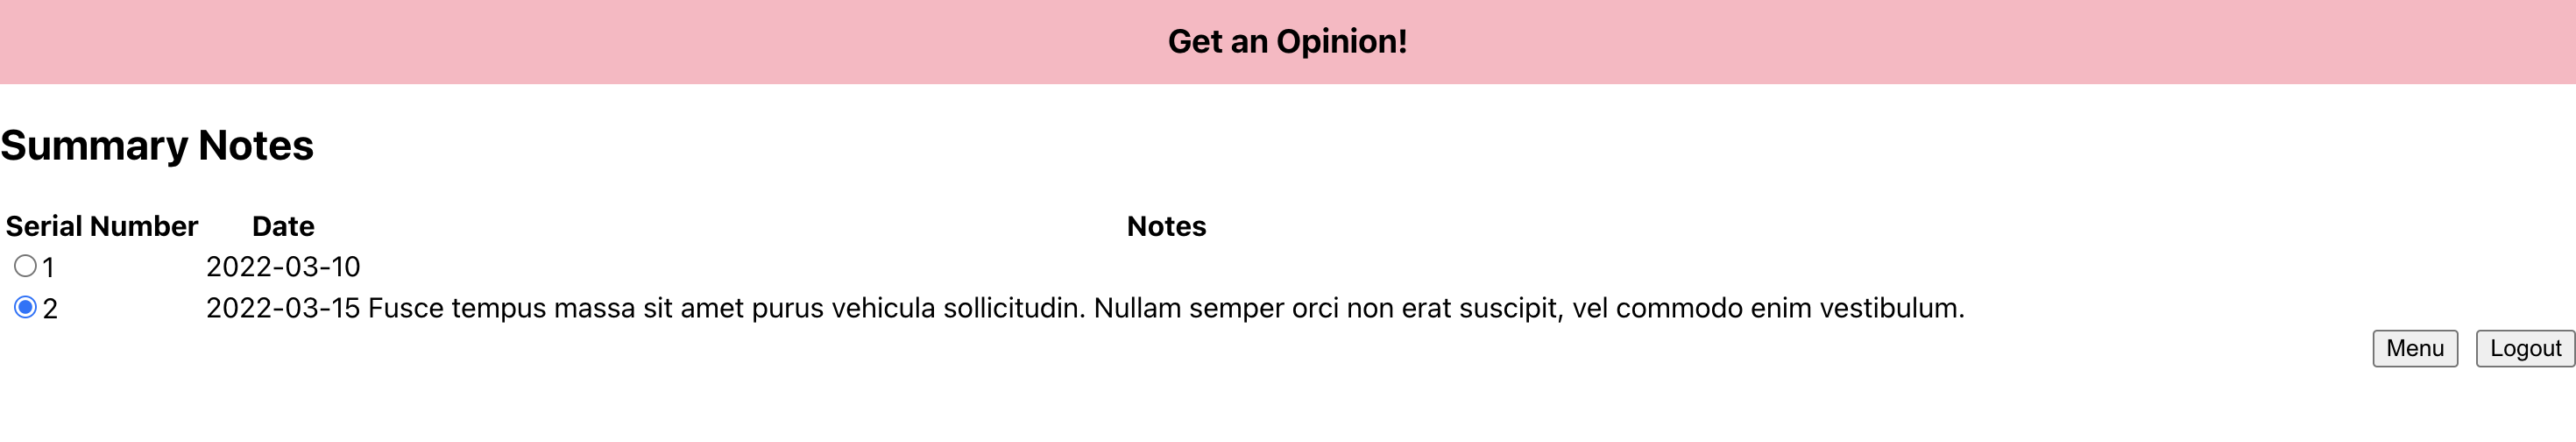 Get an Opinion!
Summary Notes
Serial Number Date Notes
1 2022-03-10
2 2022-03-15 Fusce tempus massa sit amet purus vehicula sollicitudin. Nullam semper orci non erat suscipit, vel commodo enim vestibulum.
Menu Logout